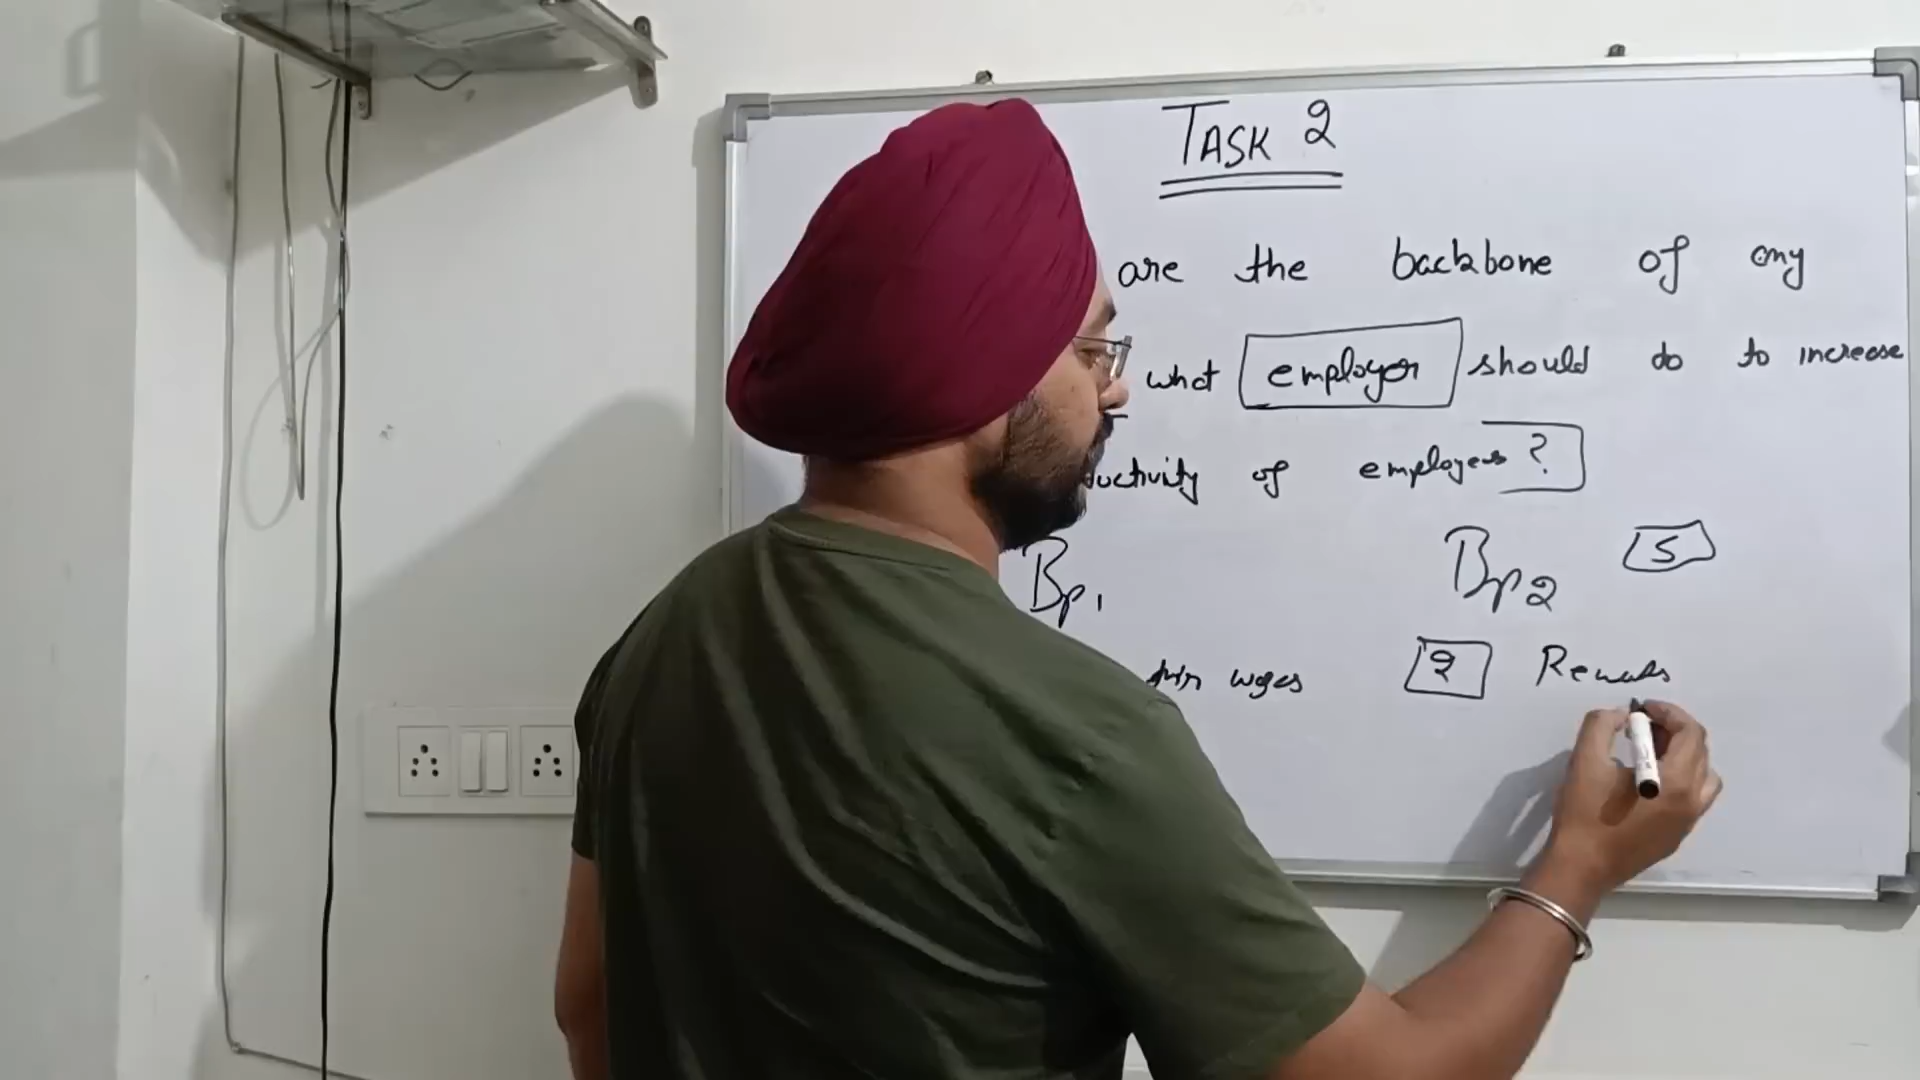 TASK 2
are the backbone of any
what employer should do to increase
uctivity of employees ?
Bp1 Bp2 5
wages 2 Rewards